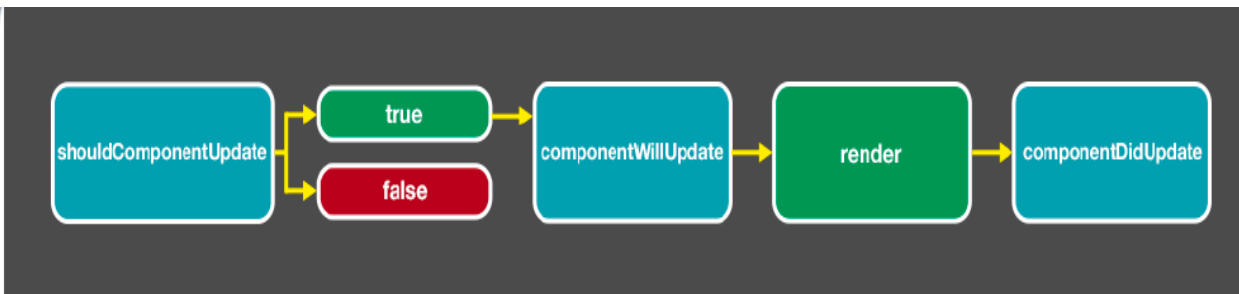 shouldComponentUpdate
true
false
componentWillUpdate
render
componentDidUpdate